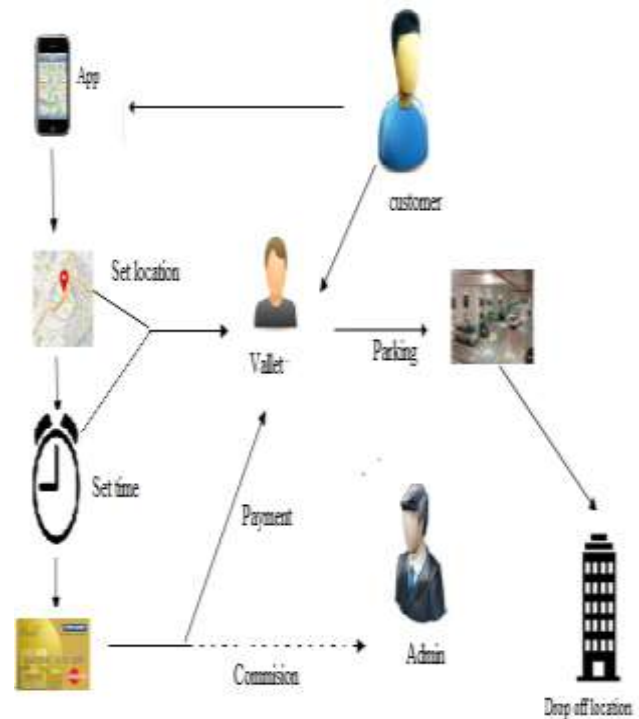 App
customer
Set location
Vallet
Parking
Set time
Payment
Admin
Commision
Drop off location